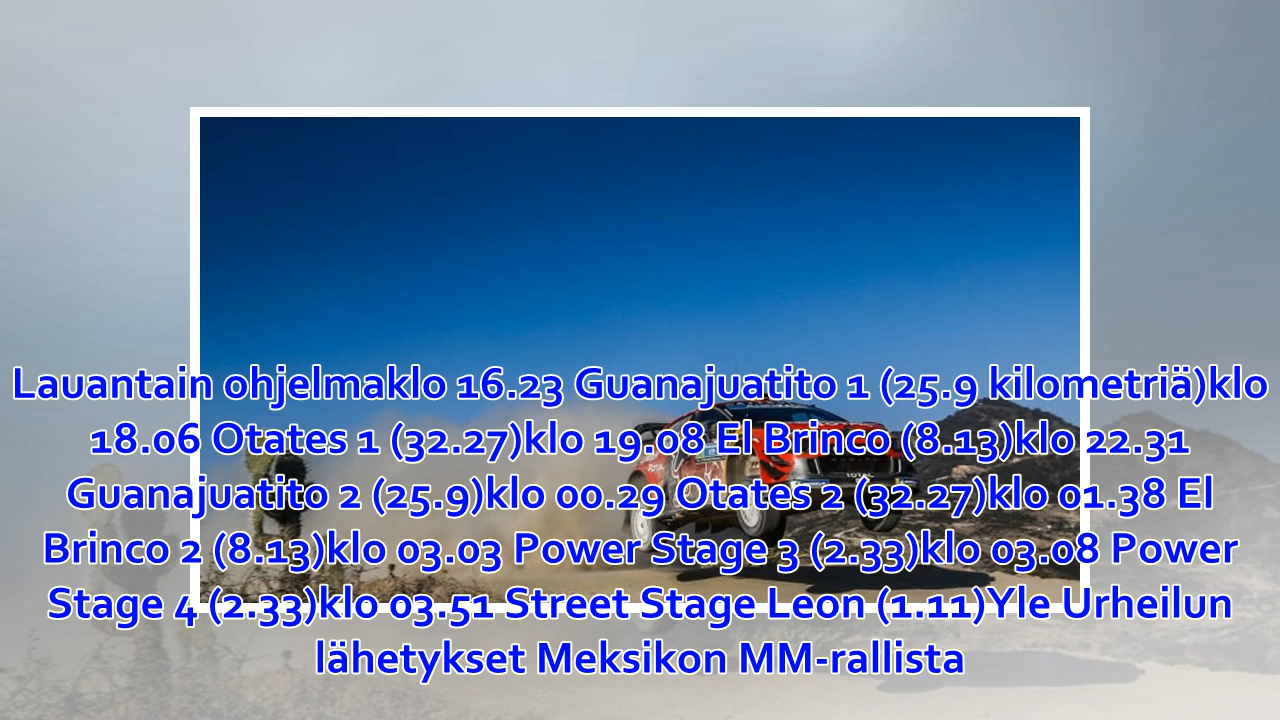 Lauantain ohjelmaklo 16.23 Guanajuatito 1 (25.9 kilometriä)klo
18.06 Otates 1 (32.27)klo 19.08 El Brinco (8.13)klo 22.31
Guanajuatito 2 (25.9)klo 00.29 Otates 2 (32.27)klo 01.38 El
Brinco 2 (8.13)klo 03.03 Power Stage 3 (2.33)klo 03.08 Power
Stage 4 (2.33)klo 03.51 Street Stage Leon (1.11)Yle Urheilun
lähetykset Meksikon MM-rallista
TOTAL